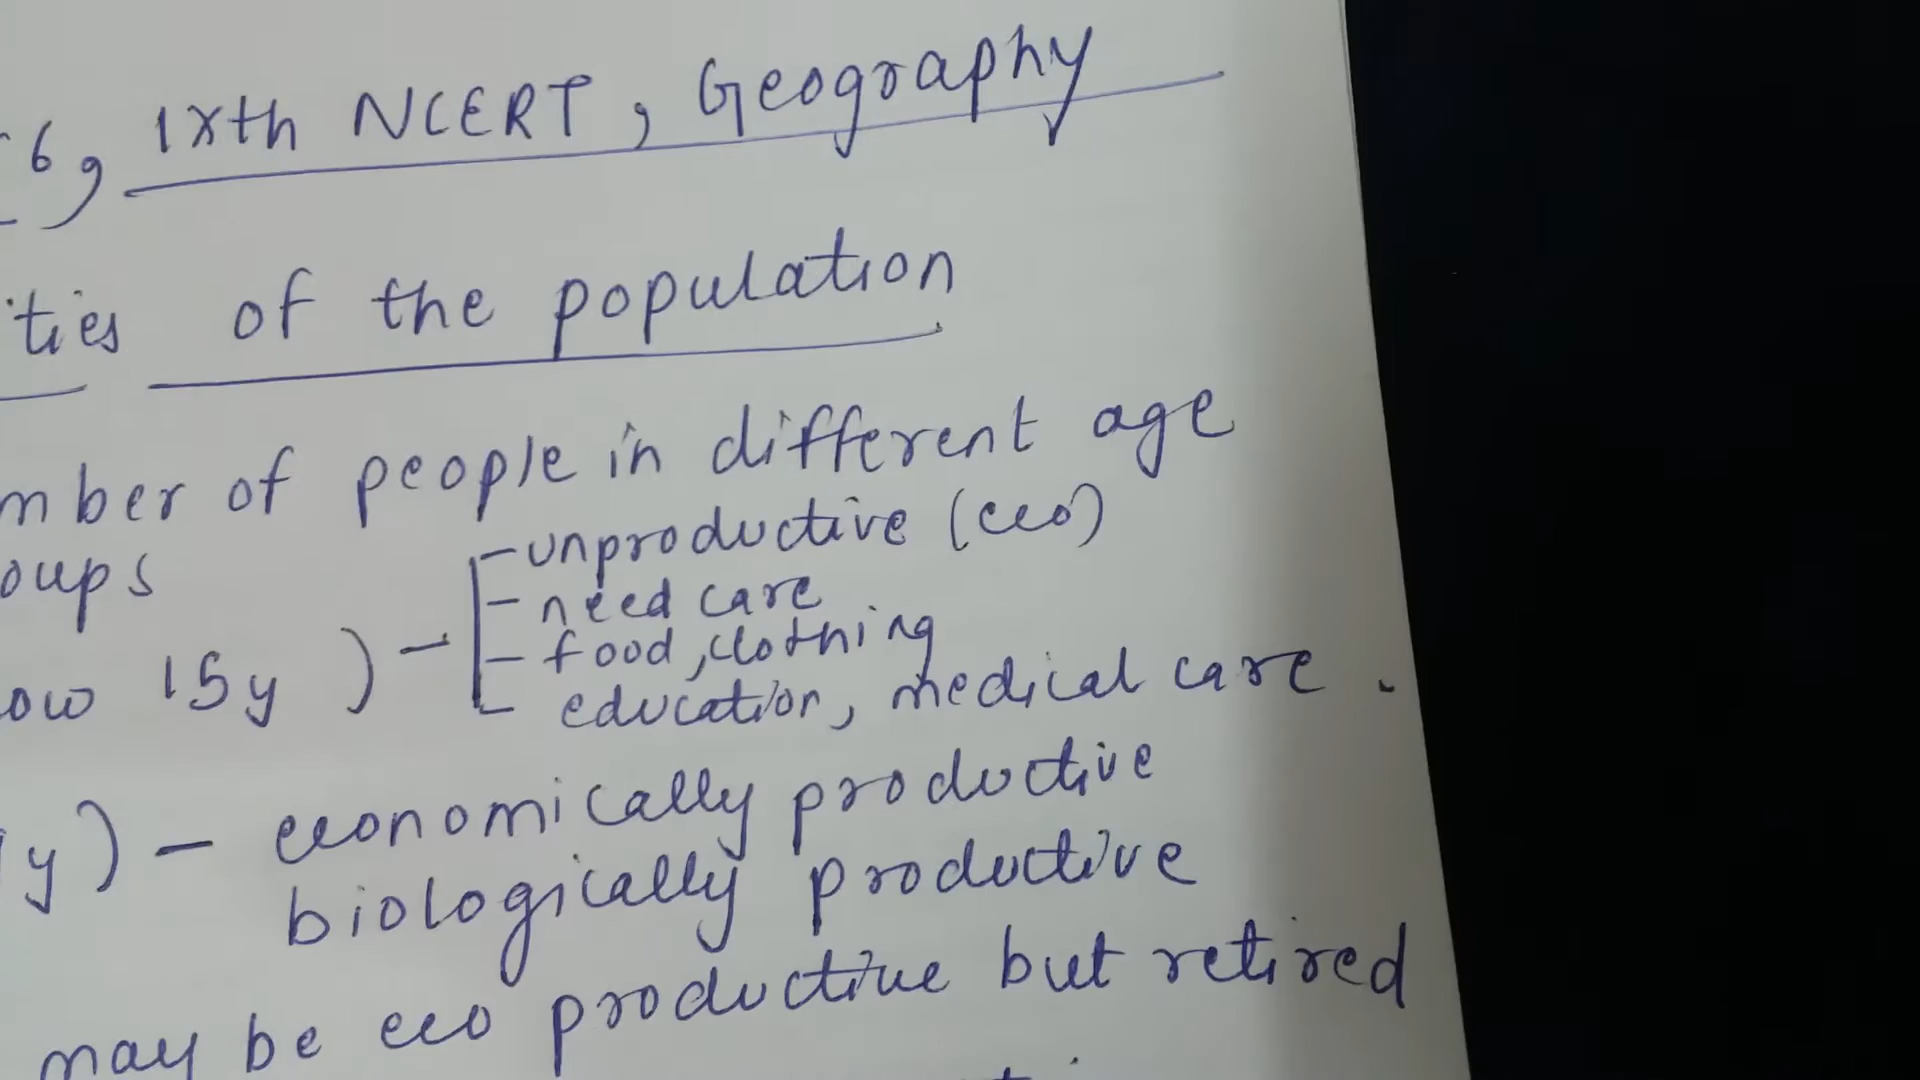 6, IXth NCERT, Geography
ties of the population
mber of people in different age
oups
- unproductive (eco)
- need care
- food, clothing
ow 15y) - education, medical care.
y) - economically productive
biologically productive
may be eco productive but retired